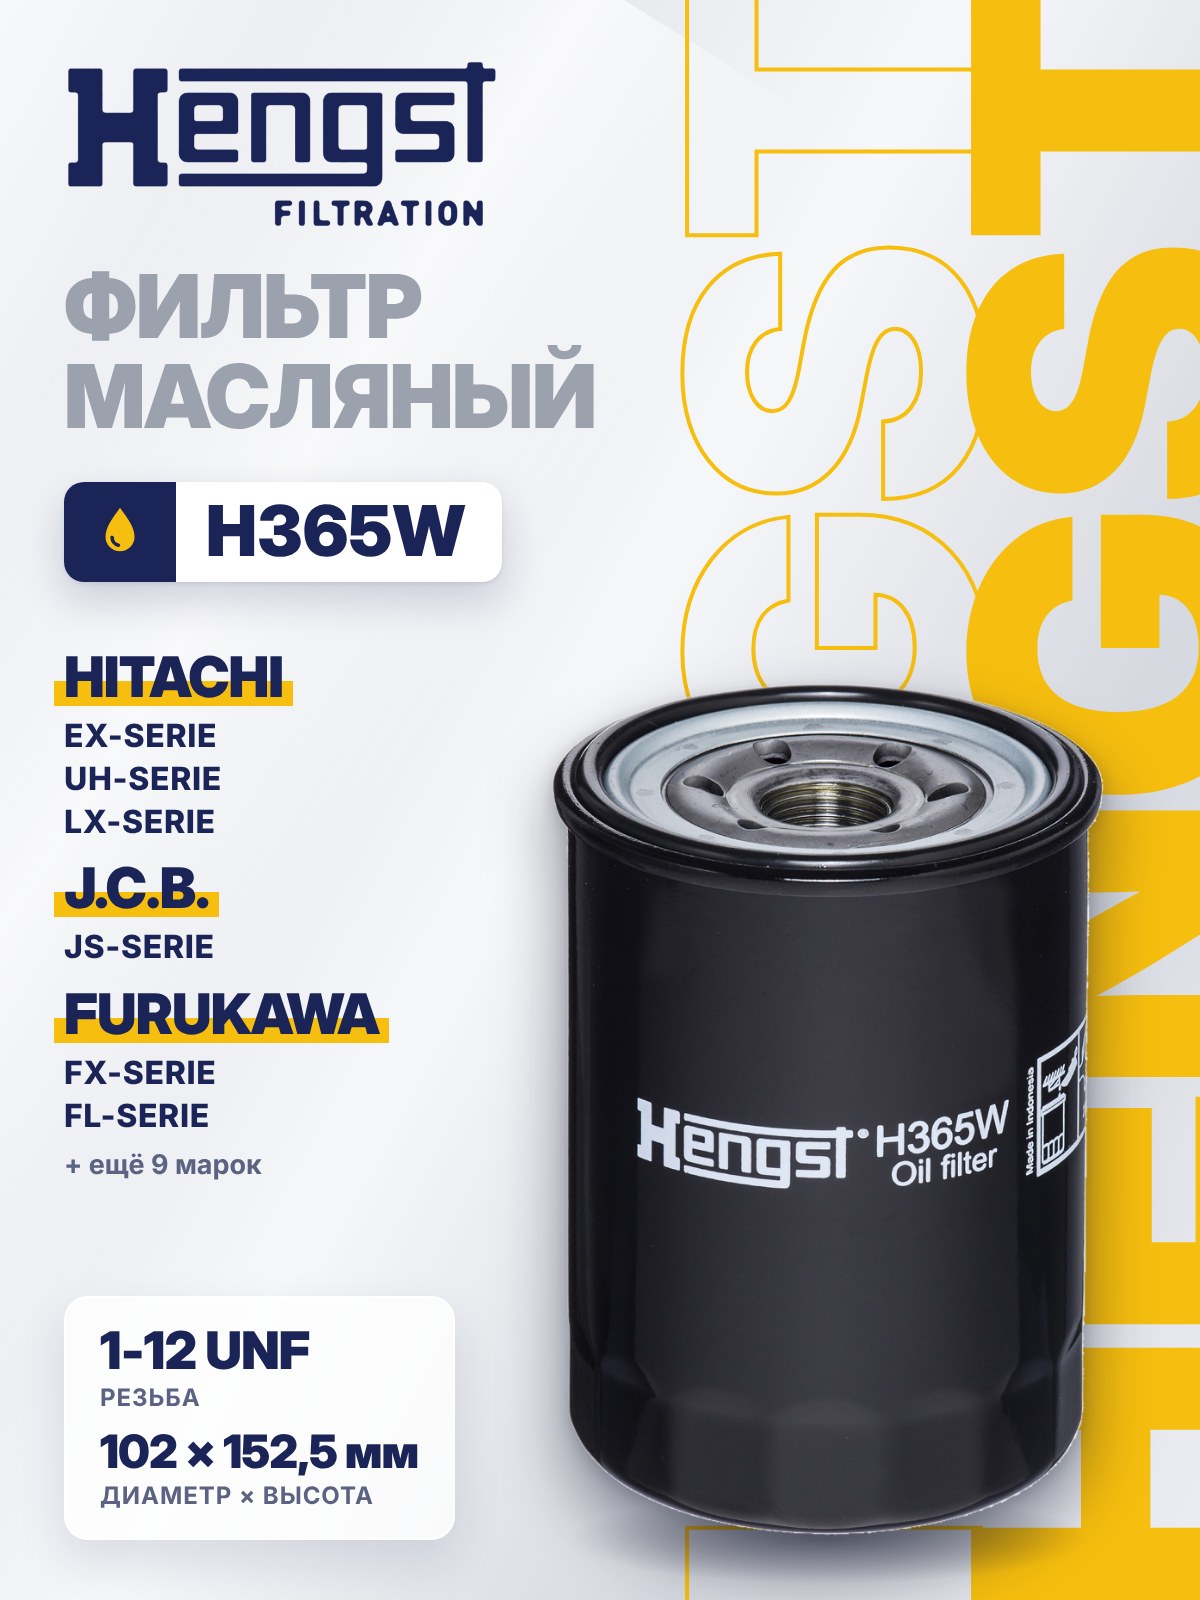 Hengst
FILTRATION
ФИЛЬТР
МАСЛЯНЫЙ
H365W
HITACHI
EX-SERIE
UH-SERIE
LX-SERIE
J.C.B.
JS-SERIE
FURUKAWA
FX-SERIE
FL-SERIE
+ ещё 9 марок
1-12 UNF
РЕЗЬБА
102 × 152,5 мм
ДИАМЕТР × ВЫСОТА
HENGST
HENGST
Hengst® H365W
Oil filter
Made in Indonesia